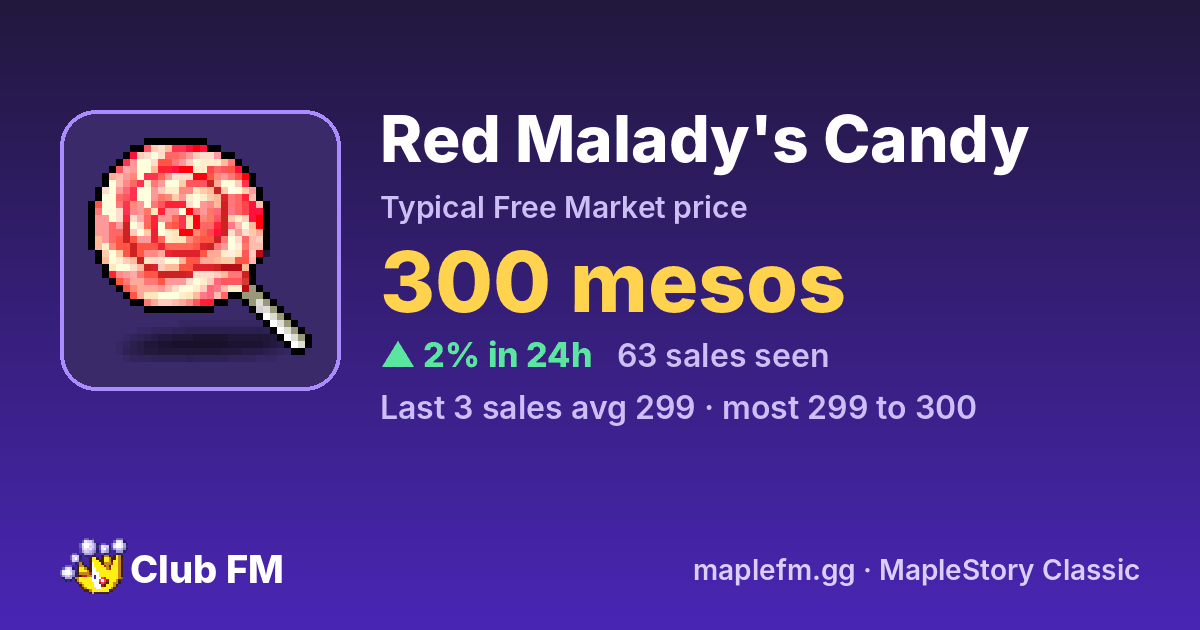 Red Malady's Candy
Typical Free Market price
300 mesos
▲ 2% in 24h 63 sales seen
Last 3 sales avg 299 · most 299 to 300
Club FM
maplefm.gg · MapleStory Classic